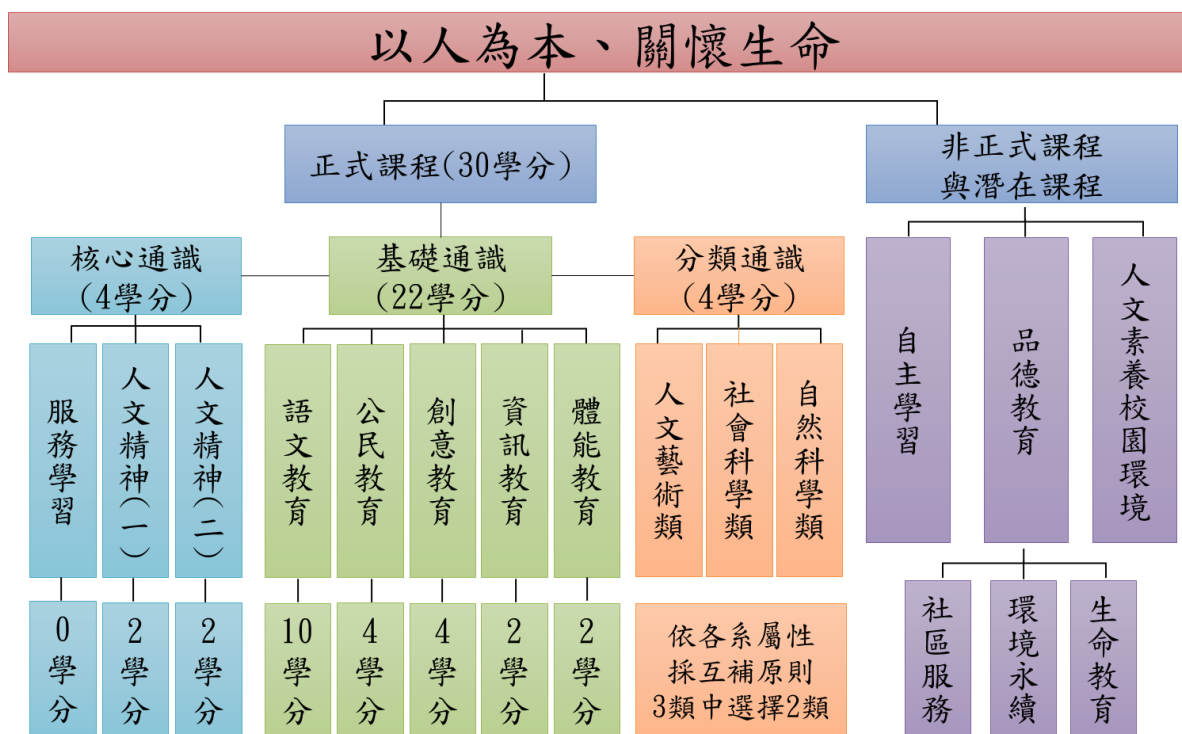 以人為本、關懷生命
正式課程(30學分)
非正式課程
與潛在課程
核心通識
(4學分)
基礎通識
(22學分)
分類通識
(4學分)
服務學習
人文精神(一)
人文精神(二)
語文教育
公民教育
創意教育
資訊教育
體能教育
人文藝術類
社會科學類
自然科學類
自主學習
品德教育
人文素養校園環境
0學分
2學分
2學分
10學分
4學分
4學分
2學分
2學分
依各系屬性
採互補原則
3類中選擇2類
社區服務
環境永續
生命教育